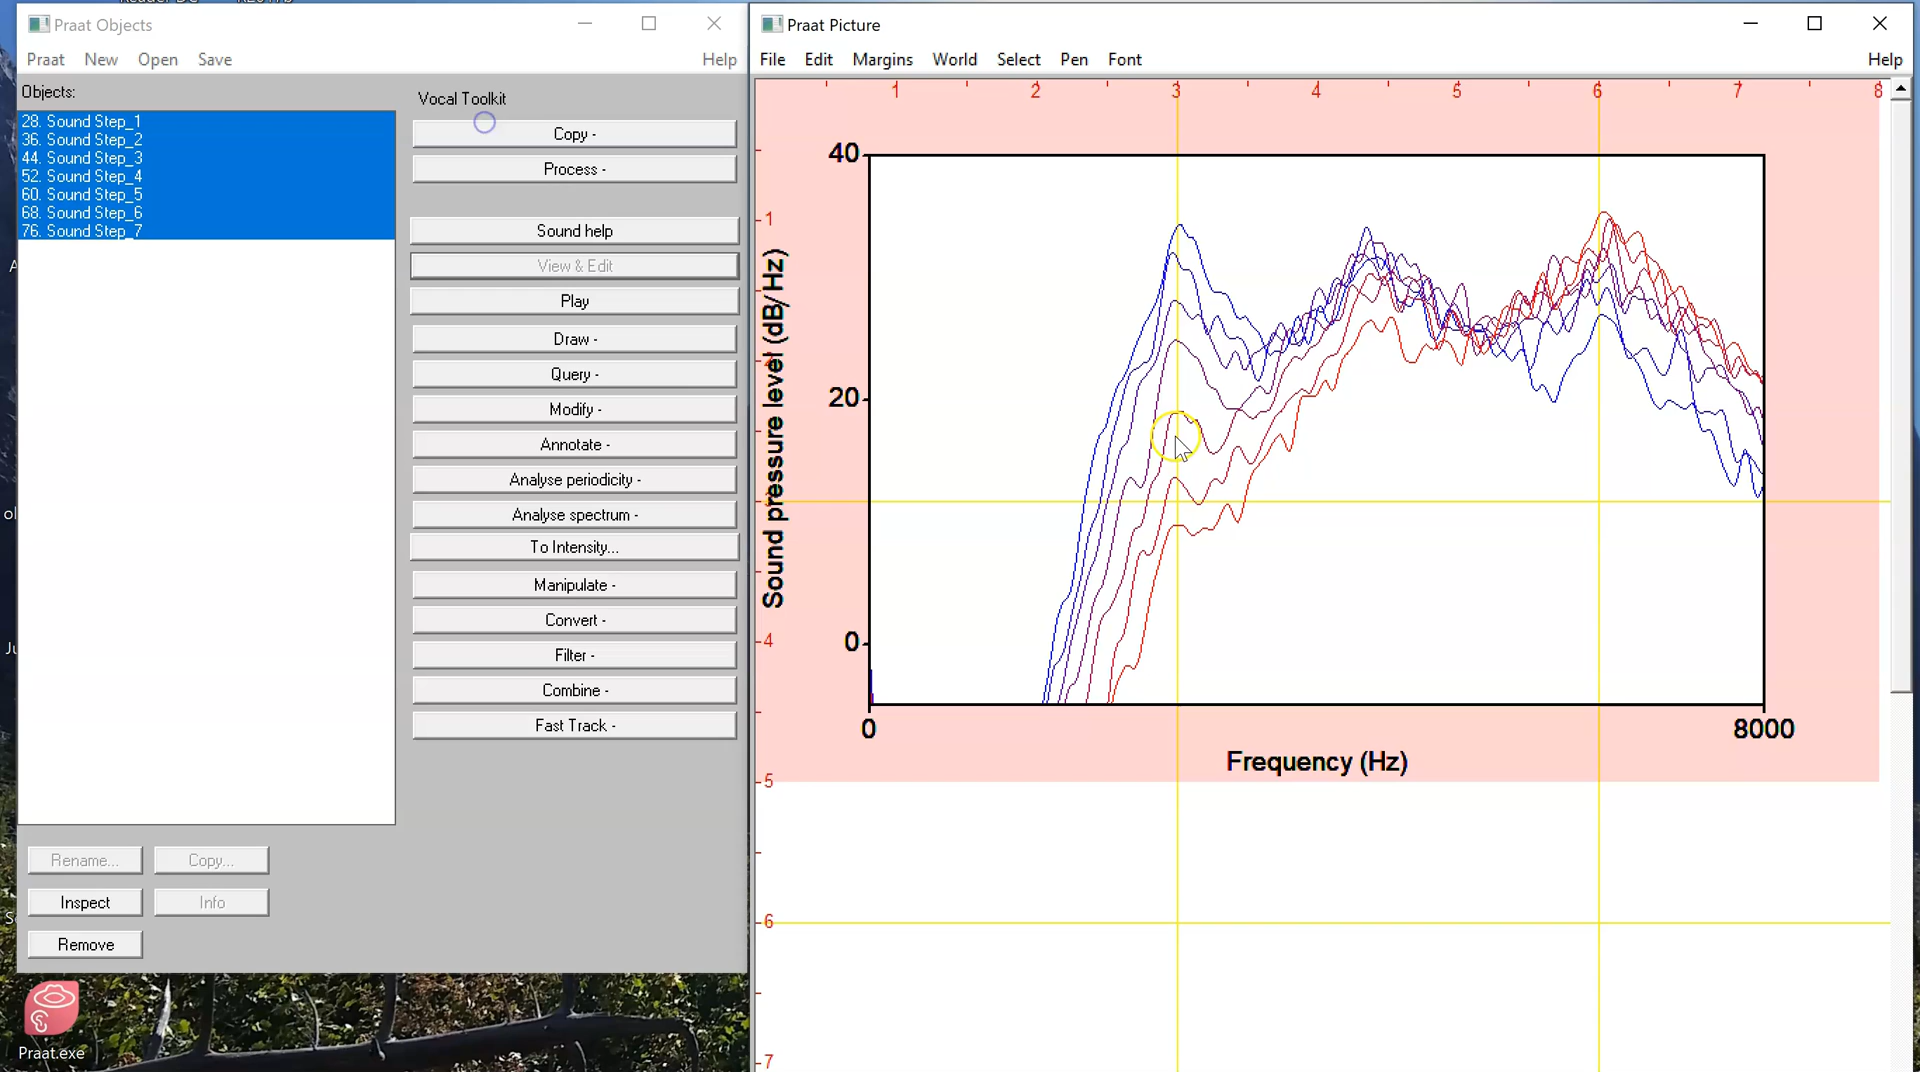 Praat Objects
Praat New Open Save Help
Objects:
28. Sound Step_1
36. Sound Step_2
44. Sound Step_3
52. Sound Step_4
60. Sound Step_5
68. Sound Step_6
76. Sound Step_7
Vocal Toolkit
Copy -
Process -
Sound help
View & Edit
Play
Draw -
Query -
Modify -
Annotate -
Analyse periodicity -
Analyse spectrum -
To Intensity...
Manipulate -
Convert -
Filter -
Combine -
Fast Track -
Rename... Copy...
Inspect Info
Remove
Praat.exe
Praat Picture
File Edit Margins World Select Pen Font Help
1 2 3 4 5 6 7 8
1
4
5
6
7
40
20
0
Sound pressure level (dB/Hz)
0 8000
Frequency (Hz)